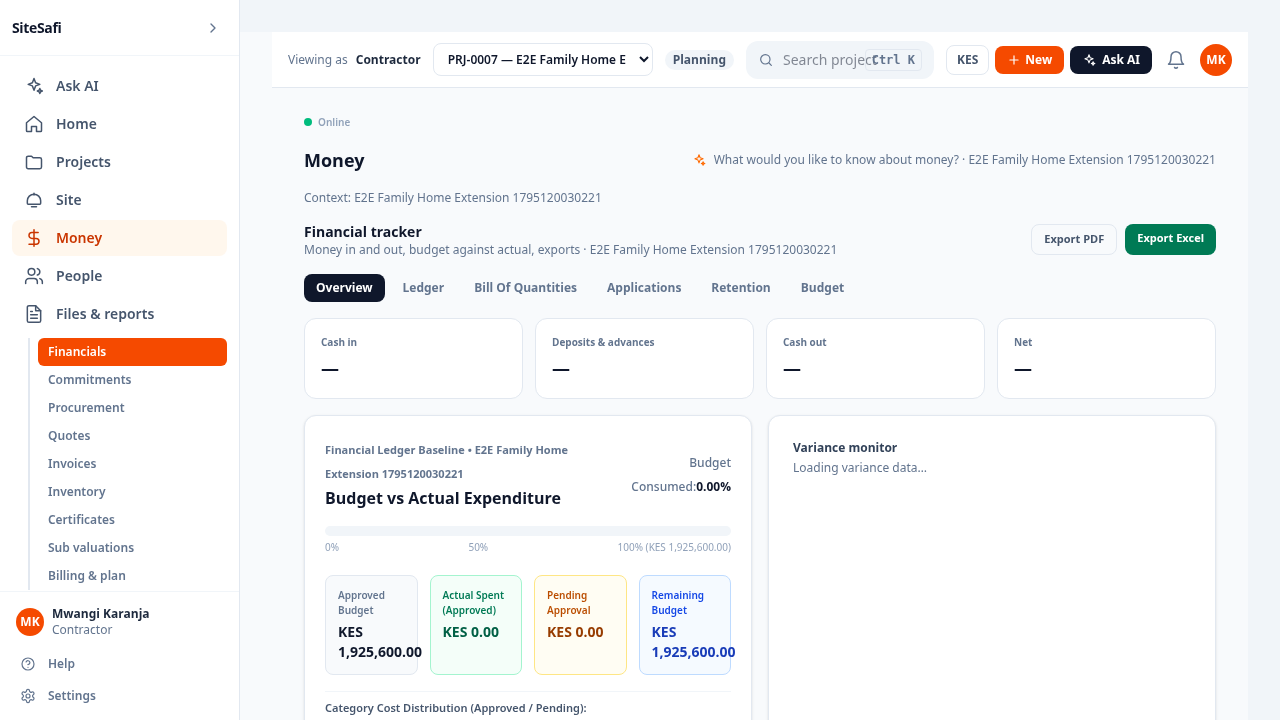 SiteSafi
Ask AI
Home
Projects
Site
Money
People
Files & reports
Financials
Commitments
Procurement
Quotes
Invoices
Inventory
Certificates
Sub valuations
Billing & plan
MK
Mwangi Karanja
Contractor
Help
Settings
Viewing as Contractor
PRJ-0007 — E2E Family Home E
Planning
Search project
Ctrl K
KES
New
Ask AI
MK
Online
Money
What would you like to know about money? · E2E Family Home Extension 1795120030221
Context: E2E Family Home Extension 1795120030221
Financial tracker
Money in and out, budget against actual, exports · E2E Family Home Extension 1795120030221
Export PDF
Export Excel
Overview
Ledger
Bill Of Quantities
Applications
Retention
Budget
Cash in
—
Deposits & advances
—
Cash out
—
Net
—
Financial Ledger Baseline • E2E Family Home
Extension 1795120030221
Budget vs Actual Expenditure
Budget
Consumed:0.00%
0%
50%
100% (KES 1,925,600.00)
Approved
Budget
KES
1,925,600.00
Actual Spent
(Approved)
KES 0.00
Pending
Approval
KES 0.00
Remaining
Budget
KES
1,925,600.00
Category Cost Distribution (Approved / Pending):
Variance monitor
Loading variance data...